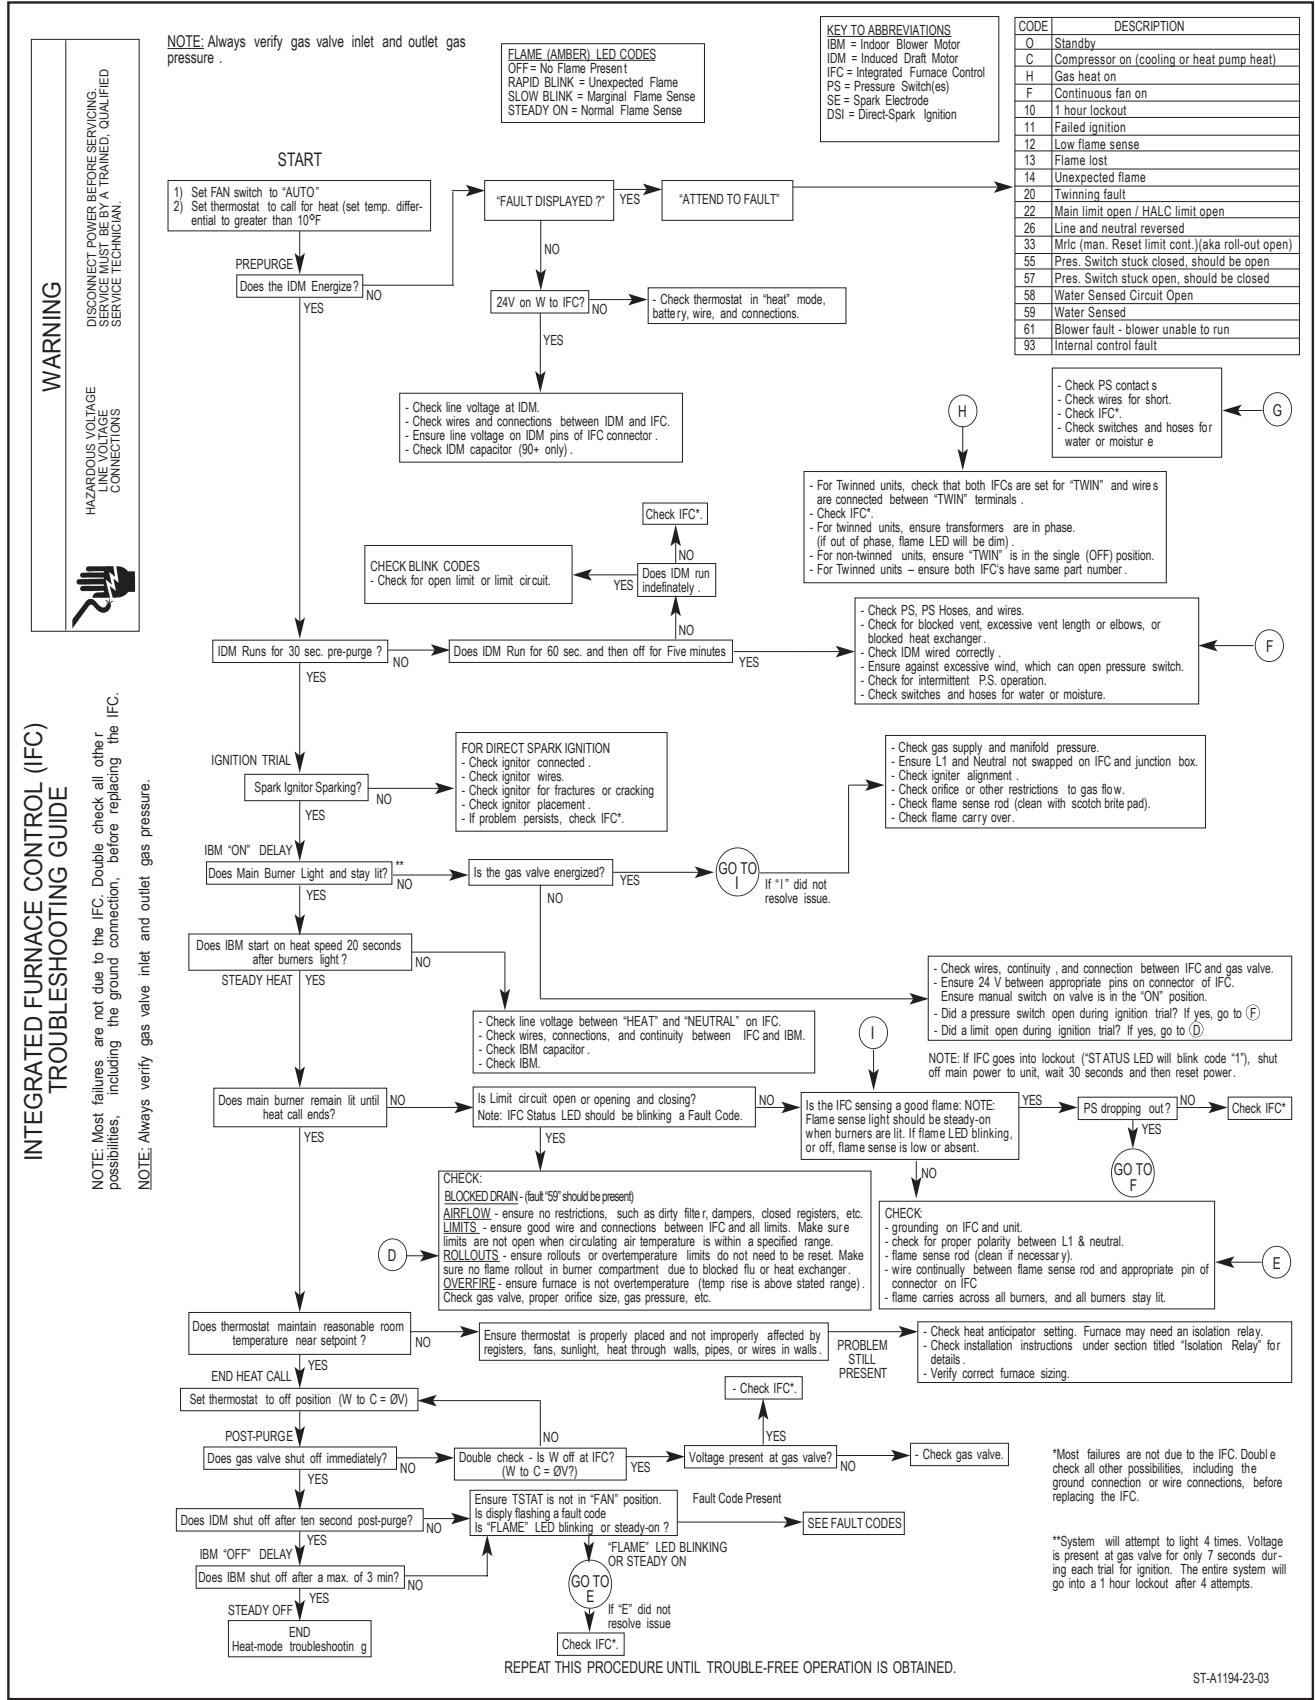 WARNING
HAZARDOUS VOLTAGE
LINE VOLTAGE
CONNECTIONS
DISCONNECT POWER BEFORE SERVICING.
SERVICE MUST BE BY A TRAINED, QUALIFIED
SERVICE TECHNICIAN.
INTEGRATED FURNACE CONTROL (IFC)
TROUBLESHOOTING GUIDE
NOTE: Most failures are not due to the IFC. Double check all other
possibilities, including the ground connection, before replacing the IFC.
NOTE: Always verify gas valve inlet and outlet gas pressure.
NOTE: Always verify gas valve inlet and outlet gas
pressure .
FLAME (AMBER) LED CODES
OFF = No Flame Present
RAPID BLINK = Unexpected Flame
SLOW BLINK = Marginal Flame Sense
STEADY ON = Normal Flame Sense
KEY TO ABBREVIATIONS
IBM = Indoor Blower Motor
IDM = Induced Draft Motor
IFC = Integrated Furnace Control
PS = Pressure Switch(es)
SE = Spark Electrode
DSI = Direct-Spark Ignition
CODE DESCRIPTION
O Standby
C Compressor on (cooling or heat pump heat)
H Gas heat on
F Continuous fan on
10 1 hour lockout
11 Failed ignition
12 Low flame sense
13 Flame lost
14 Unexpected flame
20 Twinning fault
22 Main limit open / HALC limit open
26 Line and neutral reversed
33 Mrlc (man. Reset limit cont.)(aka roll-out open)
55 Pres. Switch stuck closed, should be open
57 Pres. Switch stuck open, should be closed
58 Water Sensed Circuit Open
59 Water Sensed
61 Blower fault - blower unable to run
93 Internal control fault
START
1) Set FAN switch to "AUTO"
2) Set thermostat to call for heat (set temp. differ-
ential to greater than 10°F
"FAULT DISPLAYED ?"
YES
"ATTEND TO FAULT"
NO
PREPURGE
Does the IDM Energize?
NO
YES
24V on W to IFC?
NO
- Check thermostat in "heat" mode,
battery, wire, and connections.
YES
- Check line voltage at IDM.
- Check wires and connections between IDM and IFC.
- Ensure line voltage on IDM pins of IFC connector .
- Check IDM capacitor (90+ only) .
- Check PS contact s
- Check wires for short.
- Check IFC*.
- Check switches and hoses for
water or moistur e
G
H
- For Twinned units, check that both IFCs are set for "TWIN" and wires
are connected between "TWIN" terminals .
- Check IFC*.
- For twinned units, ensure transformers are in phase.
(if out of phase, flame LED will be dim) .
- For non-twinned units, ensure "TWIN" is in the single (OFF) position.
- For Twinned units – ensure both IFC's have same part number .
Check IFC*.
NO
CHECK BLINK CODES
- Check for open limit or limit circuit.
YES
Does IDM run
indefinately .
NO
IDM Runs for 30 sec. pre-purge ?
NO
YES
Does IDM Run for 60 sec. and then off for Five minutes
YES
- Check PS, PS Hoses, and wires.
- Check for blocked vent, excessive vent length or elbows, or
blocked heat exchanger .
- Check IDM wired correctly .
- Ensure against excessive wind, which can open pressure switch.
- Check for intermittent P.S. operation.
- Check switches and hoses for water or moisture.
F
IGNITION TRIAL
Spark Ignitor Sparking?
NO
YES
FOR DIRECT SPARK IGNITION
- Check ignitor connected .
- Check ignitor wires.
- Check ignitor for fractures or cracking
- Check ignitor placement .
- If problem persists, check IFC*.
- Check gas supply and manifold pressure.
- Ensure L1 and Neutral not swapped on IFC and junction box.
- Check igniter alignment .
- Check orifice or other restrictions to gas flow.
- Check flame sense rod (clean with scotch brite pad).
- Check flame carry over.
IBM "ON" DELAY
Does Main Burner Light and stay lit?
**
NO
YES
Is the gas valve energized?
YES
GO TO
I
If "I" did not
resolve issue.
NO
Does IBM start on heat speed 20 seconds
after burners light ?
NO
STEADY HEAT YES
- Check line voltage between "HEAT" and "NEUTRAL" on IFC.
- Check wires, connections, and continuity between IFC and IBM.
- Check IBM capacitor .
- Check IBM.
- Check wires, continuity , and connection between IFC and gas valve.
- Ensure 24 V between appropriate pins on connector of IFC.
Ensure manual switch on valve is in the "ON" position.
- Did a pressure switch open during ignition trial? If yes, go to F
- Did a limit open during ignition trial? If yes, go to D
NOTE: If IFC goes into lockout ("STATUS LED will blink code "1"), shut
off main power to unit, wait 30 seconds and then reset power.
I
Does main burner remain lit until
heat call ends?
NO
YES
Is Limit circuit open or opening and closing?
Note: IFC Status LED should be blinking a Fault Code.
NO
YES
Is the IFC sensing a good flame: NOTE:
Flame sense light should be steady-on
when burners are lit. If flame LED blinking,
or off, flame sense is low or absent.
YES
NO
PS dropping out?
NO
Check IFC*
YES
GO TO
F
CHECK:
BLOCKED DRAIN - (fault "59" should be present)
AIRFLOW - ensure no restrictions, such as dirty filter, dampers, closed registers, etc.
LIMITS - ensure good wire and connections between IFC and all limits. Make sure
limits are not open when circulating air temperature is within a specified range.
ROLLOUTS - ensure rollouts or overtemperature limits do not need to be reset. Make
sure no flame rollout in burner compartment due to blocked flu or heat exchanger .
OVERFIRE - ensure furnace is not overtemperature (temp rise is above stated range) .
Check gas valve, proper orifice size, gas pressure, etc.
D
CHECK:
- grounding on IFC and unit.
- check for proper polarity between L1 & neutral.
- flame sense rod (clean if necessary).
- wire continually between flame sense rod and appropriate pin of
connector on IFC
- flame carries across all burners, and all burners stay lit.
E
Does thermostat maintain reasonable room
temperature near setpoint ?
NO
YES
Ensure thermostat is properly placed and not improperly affected by
registers, fans, sunlight, heat through walls, pipes, or wires in walls .
PROBLEM
STILL
PRESENT
- Check heat anticipator setting. Furnace may need an isolation relay.
- Check installation instructions under section titled "Isolation Relay" for
details .
- Verify correct furnace sizing.
END HEAT CALL
Set thermostat to off position (W to C = ØV)
- Check IFC*.
POST-PURGE
NO
YES
Does gas valve shut off immediately?
NO
YES
Double check - Is W off at IFC?
(W to C = ØV?)
YES
Voltage present at gas valve?
NO
- Check gas valve.
Does IDM shut off after ten second post-purge?
NO
YES
Ensure TSTAT is not in "FAN" position.
Is disply flashing a fault code
Is "FLAME" LED blinking or steady-on ?
Fault Code Present
SEE FAULT CODES
"FLAME" LED BLINKING
OR STEADY ON
IBM "OFF" DELAY
Does IBM shut off after a max. of 3 min?
NO
YES
GO TO
E
If "E" did not
resolve issue
Check IFC*.
STEADY OFF
END
Heat-mode troubleshootin g
*Most failures are not due to the IFC. Doubl e
check all other possibilities, including the
ground connection or wire connections, before
replacing the IFC.
**System will attempt to light 4 times. Voltage
is present at gas valve for only 7 seconds dur-
ing each trial for ignition. The entire system will
go into a 1 hour lockout after 4 attempts.
REPEAT THIS PROCEDURE UNTIL TROUBLE-FREE OPERATION IS OBTAINED.
ST-A1194-23-03